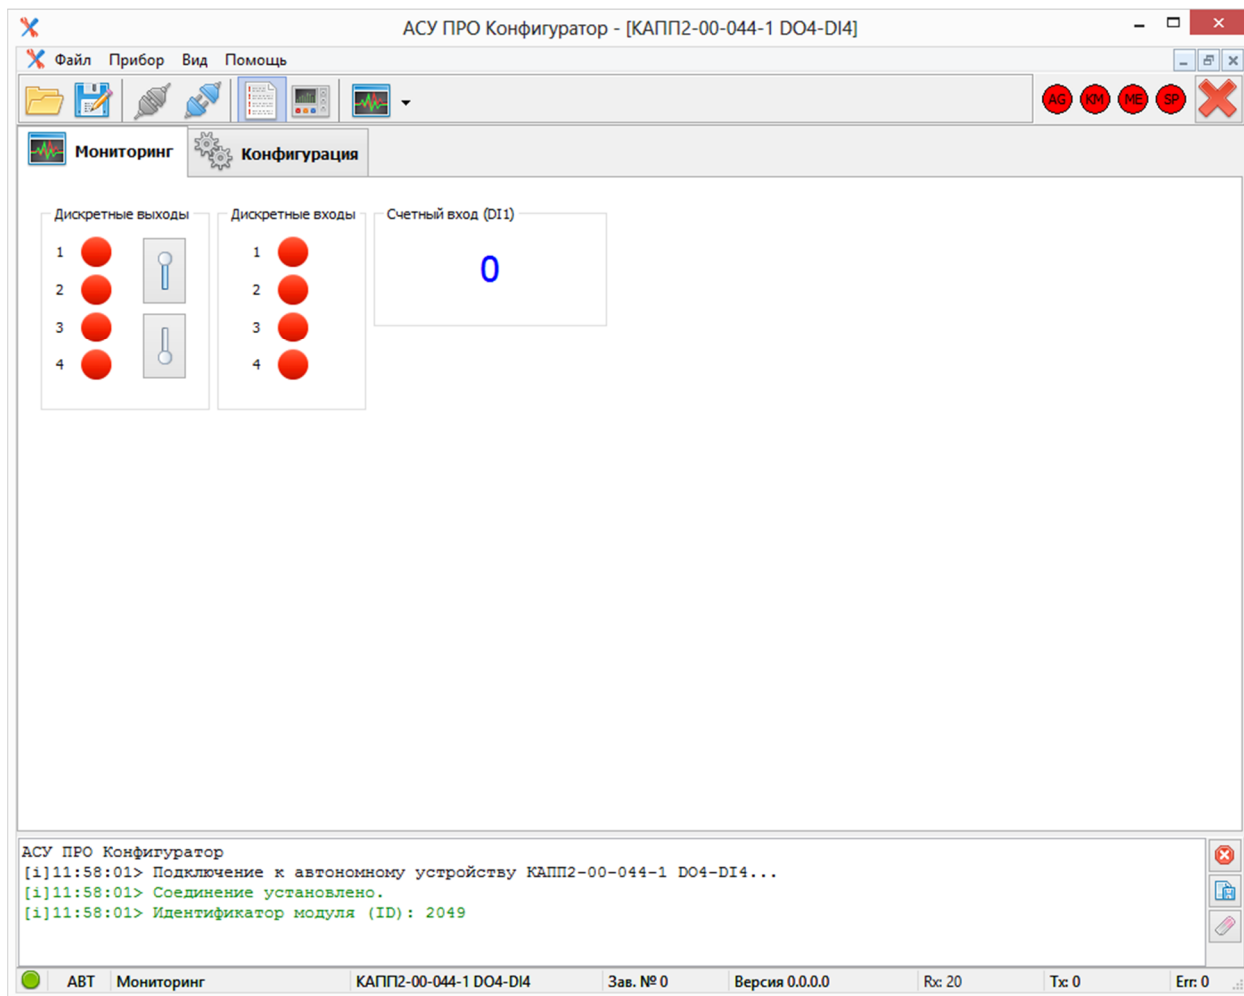 АСУ ПРО Конфигуратор - [КАПП2-00-044-1 DO4-DI4]
Файл Прибор Вид Помощь
AG KM ME SP
Мониторинг Конфигурация
Дискретные выходы Дискретные входы Счетный вход (DI1)
1 1
0
2 2
3 3
4 4
АСУ ПРО Конфигуратор
[i]11:58:01> Подключение к автономному устройству КАПП2-00-044-1 DO4-DI4...
[i]11:58:01> Соединение установлено.
[i]11:58:01> Идентификатор модуля (ID): 2049
АВТ Мониторинг КАПП2-00-044-1 DO4-DI4 Зав. № 0 Версия 0.0.0.0 Rx: 20 Tx: 0 Err: 0